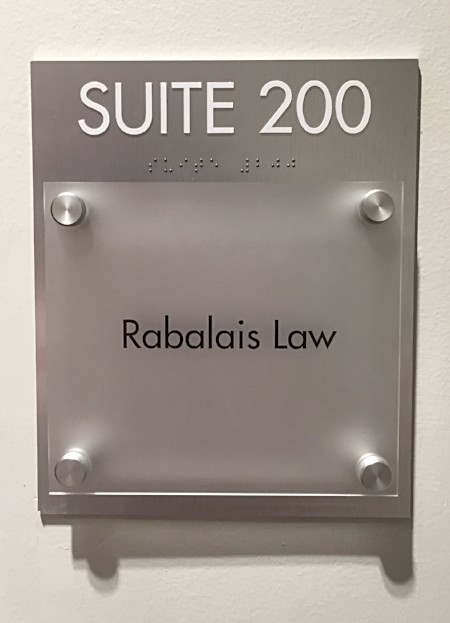 SUITE 200
⠎⠥⠊⠞⠑ ⠼⠃⠚⠚
Rabalais Law